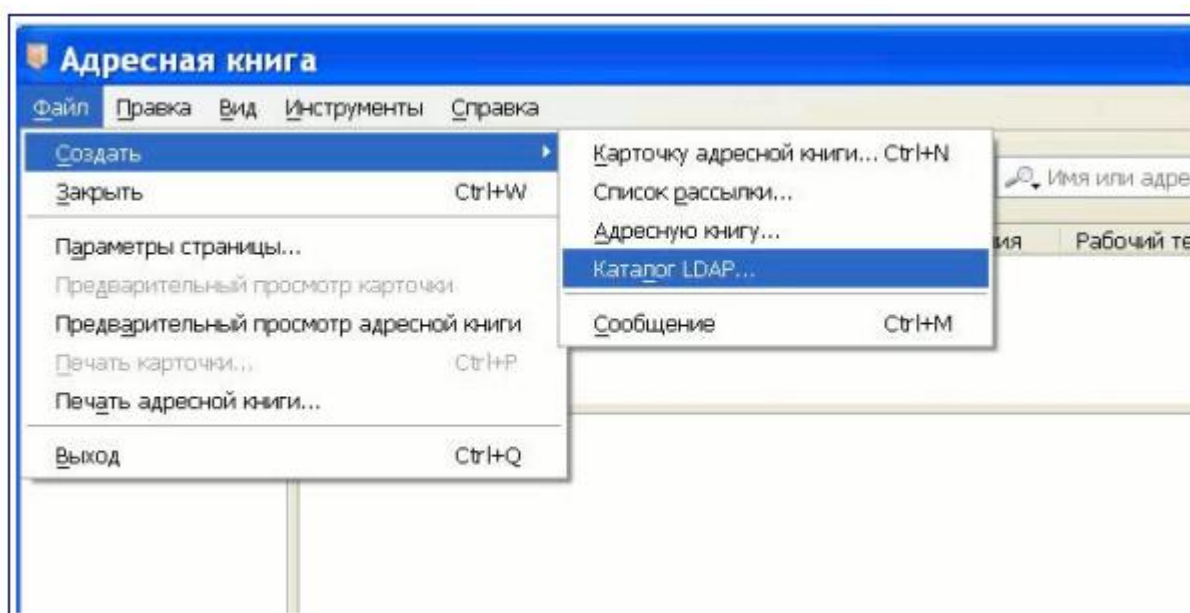 Адресная книга
Файл Правка Вид Инструменты Справка
Создать
Закрыть Ctrl+W
Параметры страницы...
Предварительный просмотр карточки
Предварительный просмотр адресной книги
Печать карточки... Ctrl+P
Печать адресной книги...
Выход Ctrl+Q
Карточку адресной книги... Ctrl+N
Список рассылки...
Адресную книгу...
Каталог LDAP...
Сообщение Ctrl+M
Имя или адре
ия Рабочий те